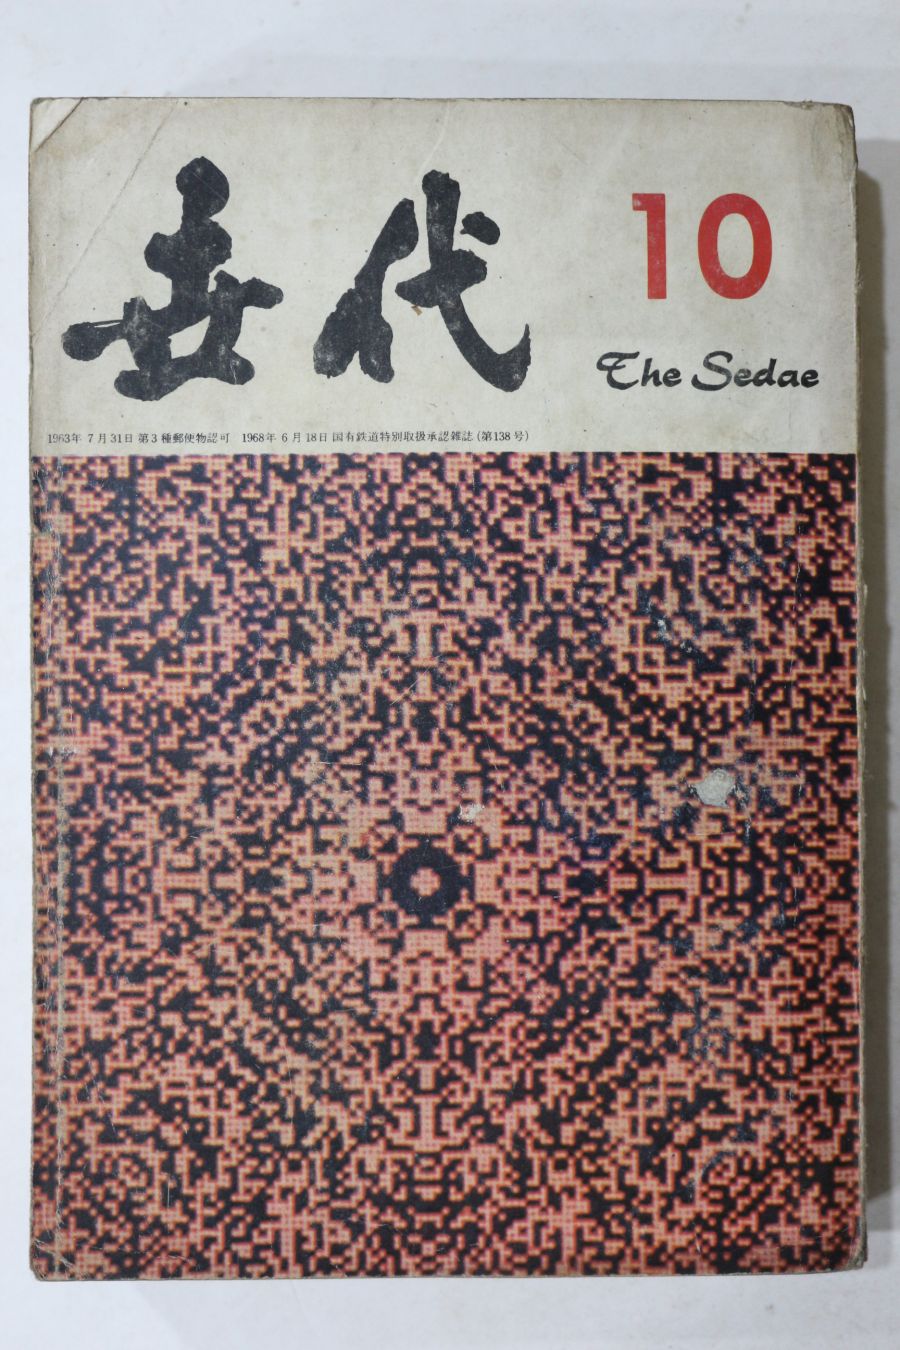 世代
10
The Sedae
1963年 7月31日 第3種郵便物認可 1968年 6月18日 国有鉄道特別取扱承認雑誌(第138号)